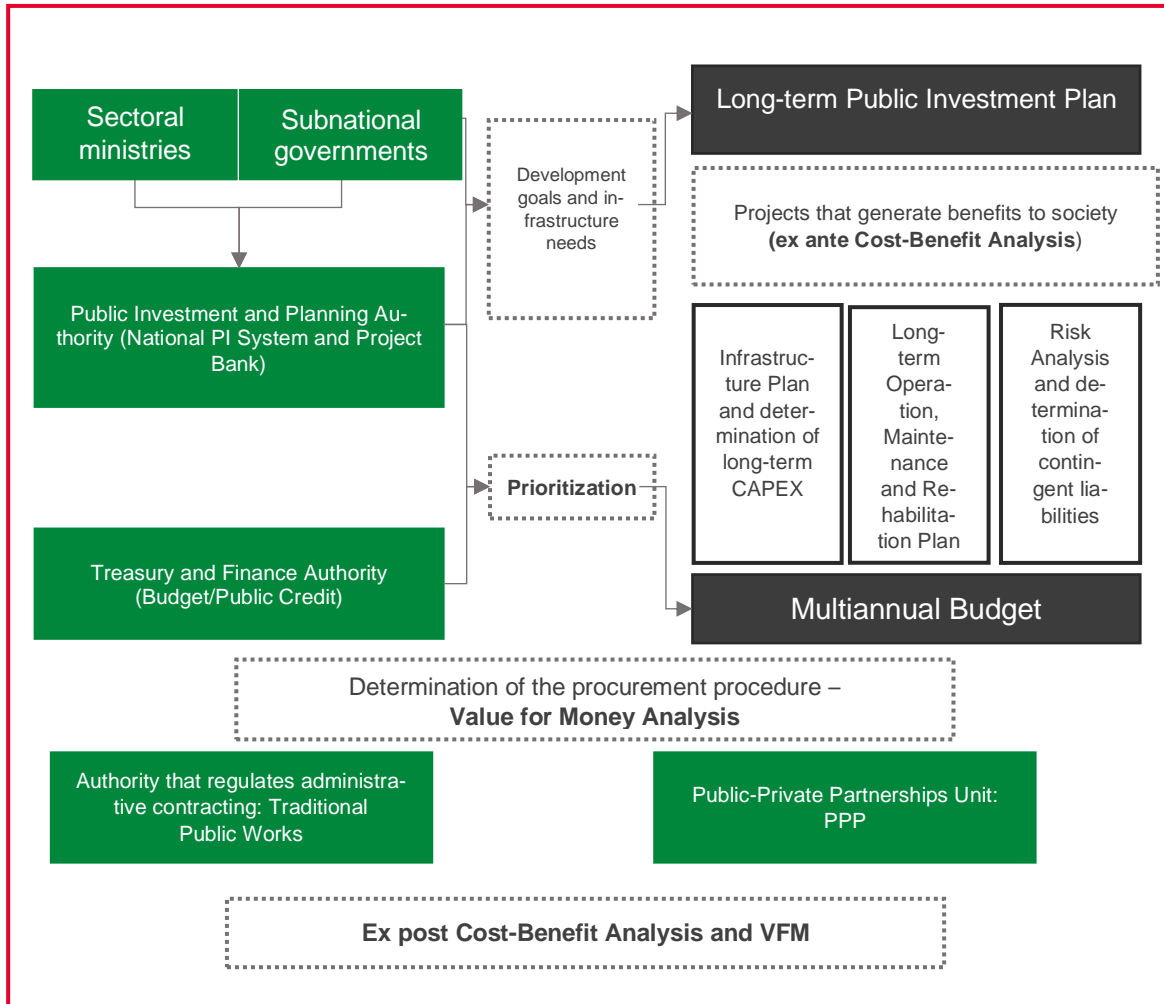 Sectoral
ministries
Subnational
governments
Development
goals and in-
frastructure
needs
Long-term Public Investment Plan
Projects that generate benefits to society
(ex ante Cost-Benefit Analysis)
Public Investment and Planning Au-
thority (National PI System and Project
Bank)
Infrastruc-
ture Plan
and deter-
mination of
long-term
CAPEX
Long-
term
Opera-
tion,
Mainte-
nance
and Re-
habilita-
tion Plan
Risk
Analysis
and de-
termina-
tion of
contin-
gent lia-
bilities
Prioritization
Treasury and Finance Authority
(Budget/Public Credit)
Multiannual Budget
Determination of the procurement procedure –
Value for Money Analysis
Authority that regulates administra-
tive contracting: Traditional
Public Works
Public-Private Partnerships Unit:
PPP
Ex post Cost-Benefit Analysis and VFM